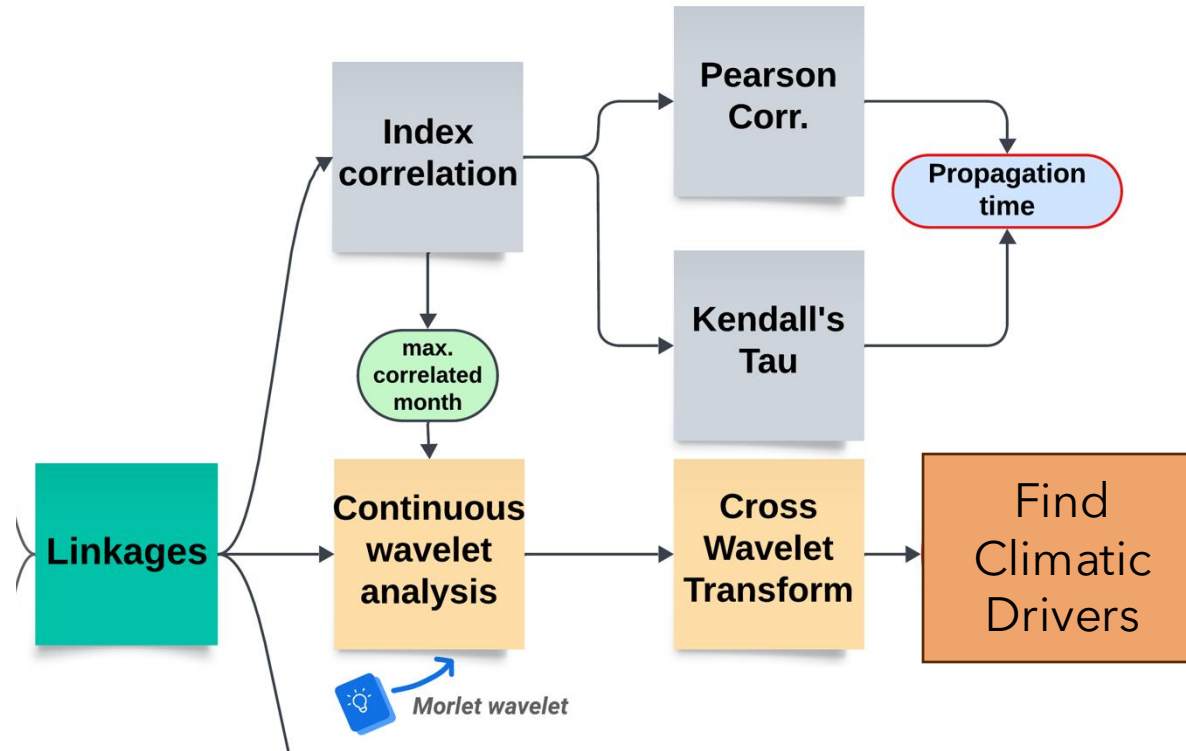 Pearson
Corr.
Index
correlation
Propagation
time
Kendall's
Tau
max.
correlated
month
Linkages
Continuous
wavelet
analysis
Cross
Wavelet
Transform
Find
Climatic
Drivers
Morlet wavelet